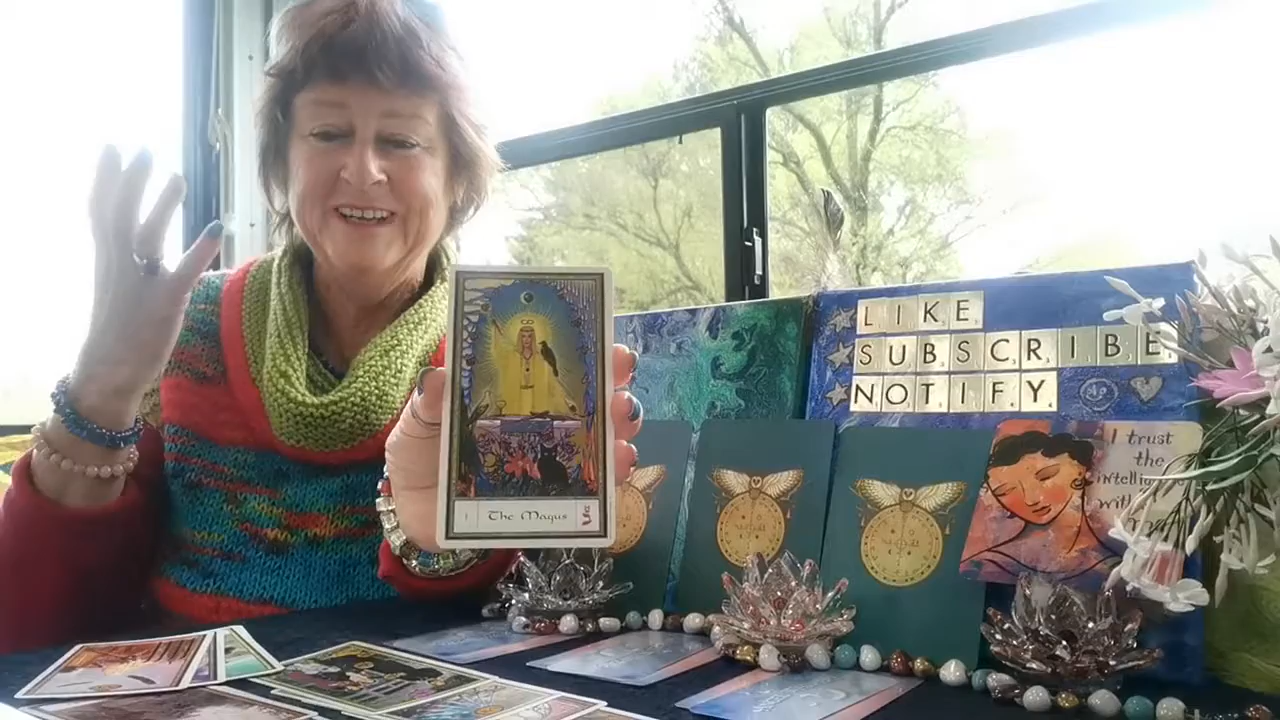 LIKE
SUBSCRIBE
NOTIFY
I trust
the
I The Magus